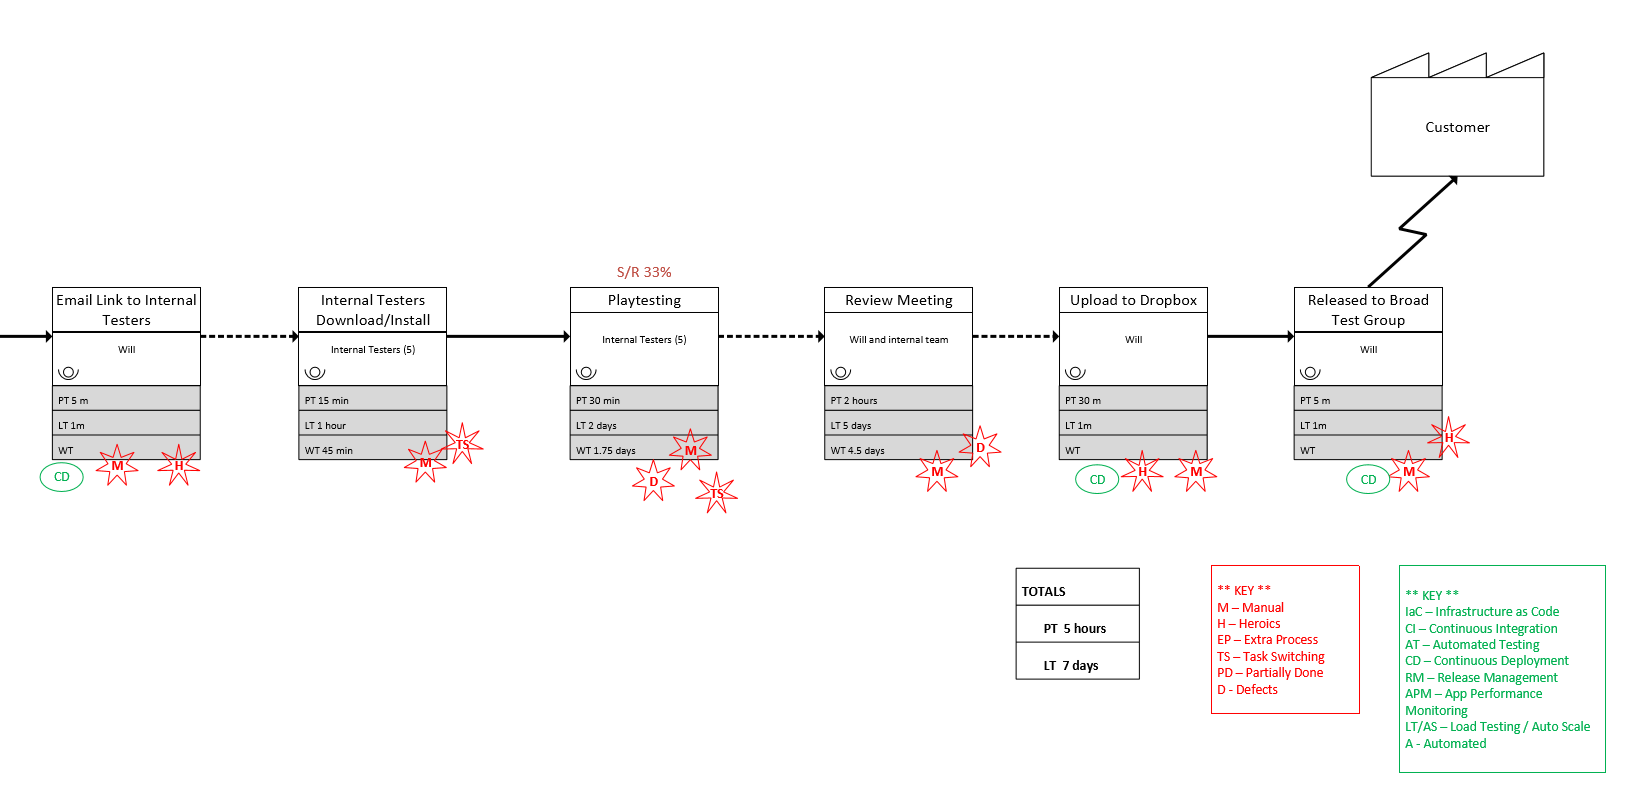 Customer
S/R 33%
Email Link to Internal
Testers
Will
PT 5 m
LT 1m
WT
CD
M
H
Internal Testers
Download/Install
Internal Testers (5)
PT 15 min
LT 1 hour
WT 45 min
M
TS
Playtesting
Internal Testers (5)
PT 30 min
LT 2 days
WT 1.75 days
M
D
TS
Review Meeting
Will and internal team
PT 2 hours
LT 5 days
WT 4.5 days
M
D
Upload to Dropbox
Will
PT 30 m
LT 1m
WT
CD
H
M
Released to Broad
Test Group
Will
PT 5 m
LT 1m
WT
H
CD
M
TOTALS
PT 5 hours
LT 7 days
** KEY **
M – Manual
H – Heroics
EP – Extra Process
TS – Task Switching
PD – Partially Done
D - Defects
** KEY **
IaC – Infrastructure as Code
CI – Continuous Integration
AT – Automated Testing
CD – Continuous Deployment
RM – Release Management
APM – App Performance
Monitoring
LT/AS – Load Testing / Auto Scale
A - Automated